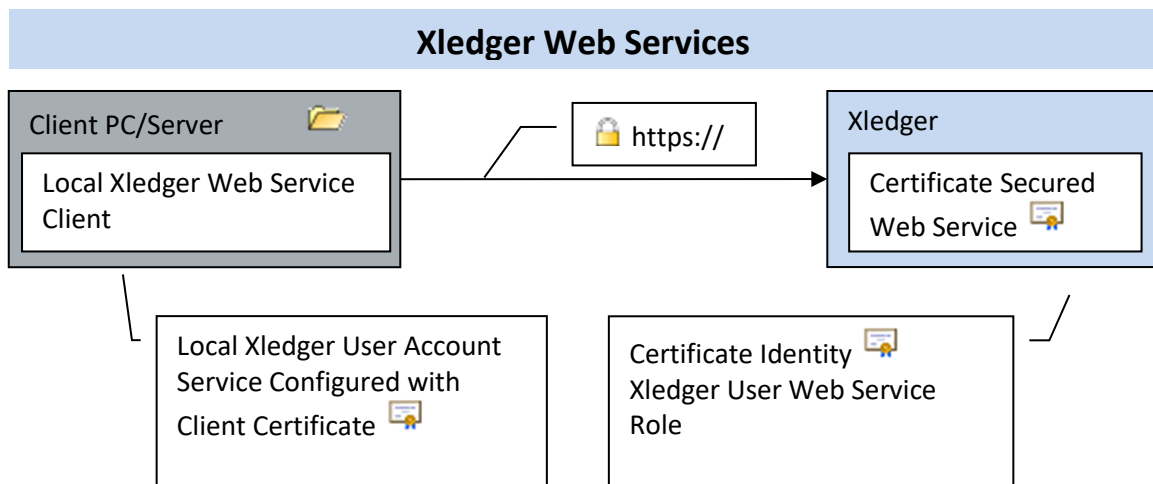 Xledger Web Services
Client PC/Server
https://
Xledger
Local Xledger Web Service
Client
Certificate Secured
Web Service
Local Xledger User Account
Service Configured with
Client Certificate
Certificate Identity
Xledger User Web Service
Role